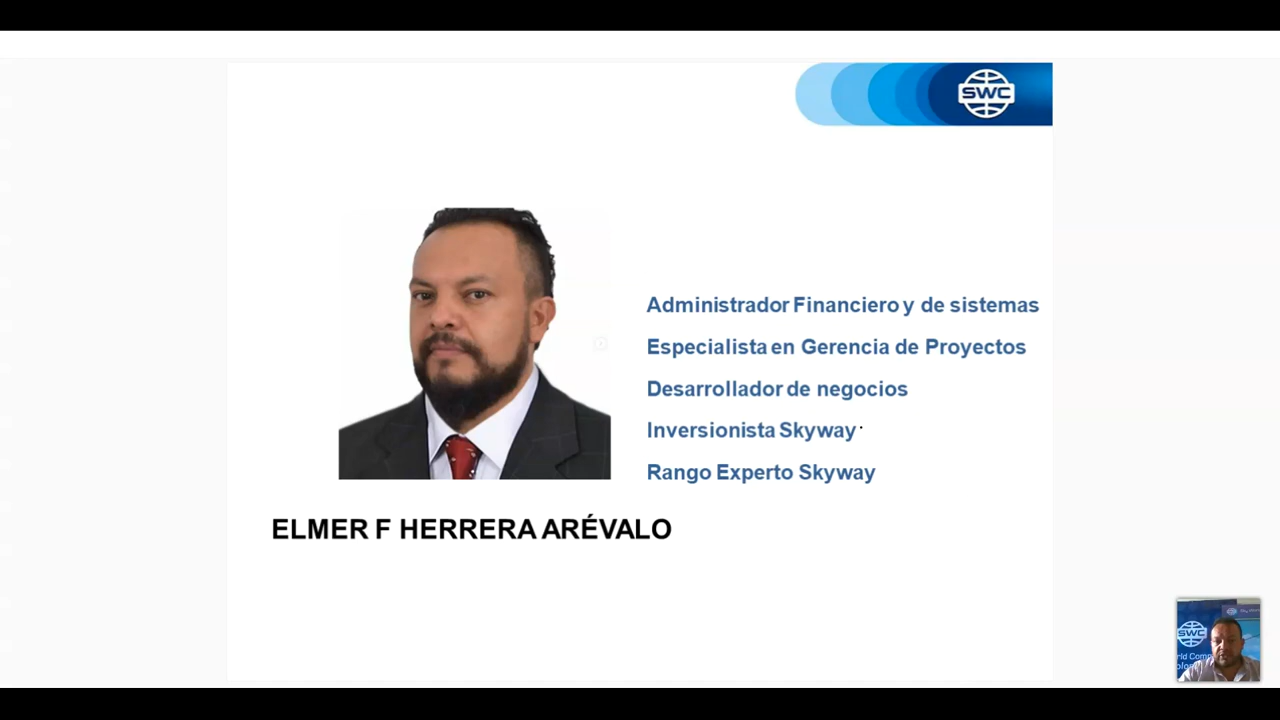 SWC
Administrador Financiero y de sistemas
Especialista en Gerencia de Proyectos
Desarrollador de negocios
Inversionista Skyway
Rango Experto Skyway
ELMER F HERRERA ARÉVALO
SWC